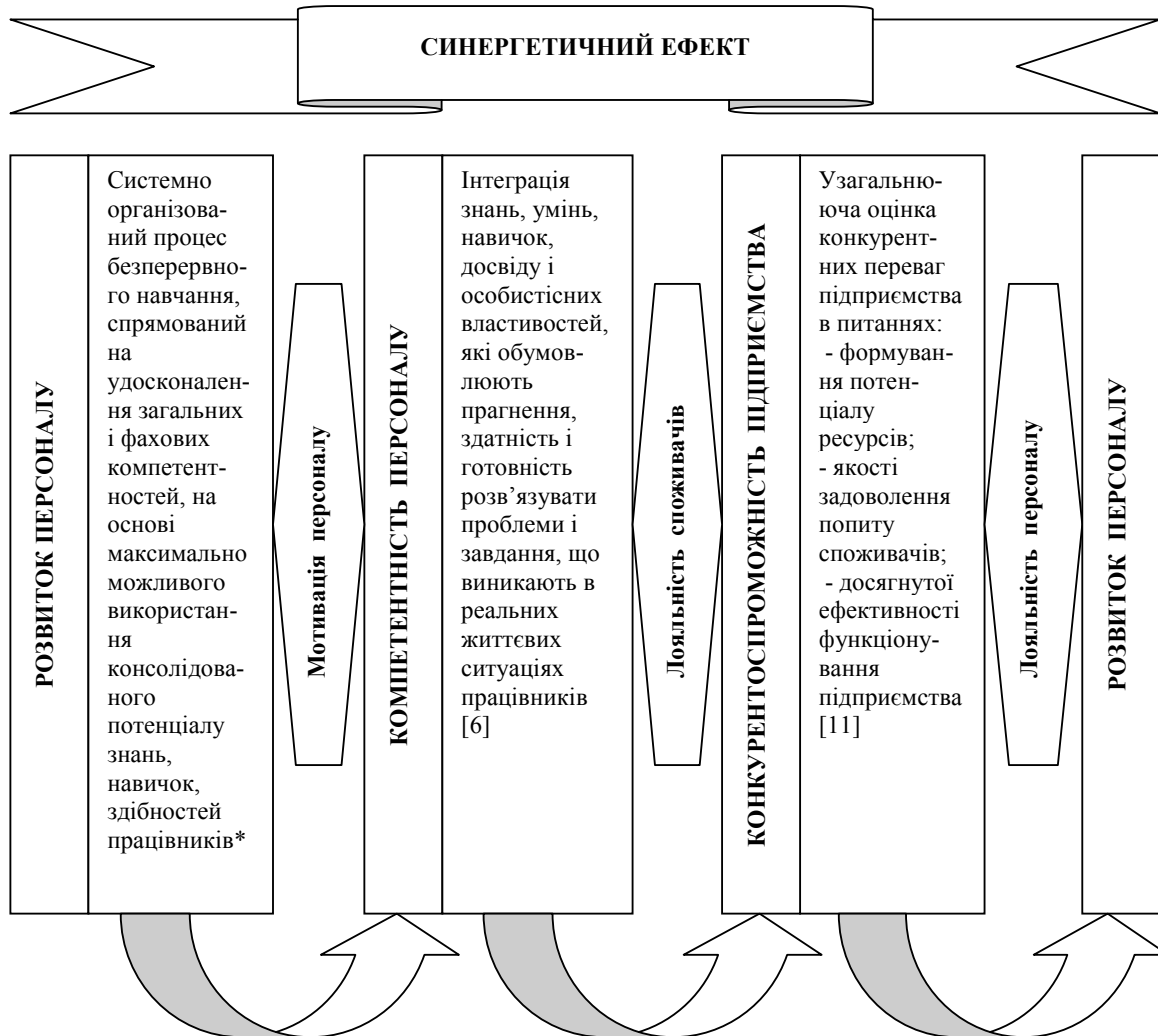 СИНЕРГЕТИЧНИЙ ЕФЕКТ
РОЗВИТОК ПЕРСОНАЛУ
Системно
організова-
ний процес
безперервно-
го навчання,
спрямований
на
удосконален-
ня загальних
і фахових
компетент-
ностей, на
основі
максимально
можливого
використан-
ня
консолідова-
ного
потенціалу
знань,
навичок,
здібностей
працівників*
Мотивація персоналу
КОМПЕТЕНТНІСТЬ ПЕРСОНАЛУ
Інтеграція
знань, умінь,
навичок,
досвіду і
особистісних
властивостей,
які обумов-
люють
прагнення,
здатність і
готовність
розв’язувати
проблеми і
завдання, що
виникають в
реальних
життєвих
ситуаціях
працівників
[6]
Лояльність споживачів
КОНКУРЕНТОСПРОМОЖНІСТЬ ПІДПРИЄМСТВА
Узагальню-
юча оцінка
конкурент-
них переваг
підприємства
в питаннях:
- формуван-
ня потен-
ціалу
ресурсів;
- якості
задоволення
попиту
споживачів;
- досягнутої
ефективності
функціону-
вання
підприємства
[11]
Лояльність персоналу
РОЗВИТОК ПЕРСОНАЛУ